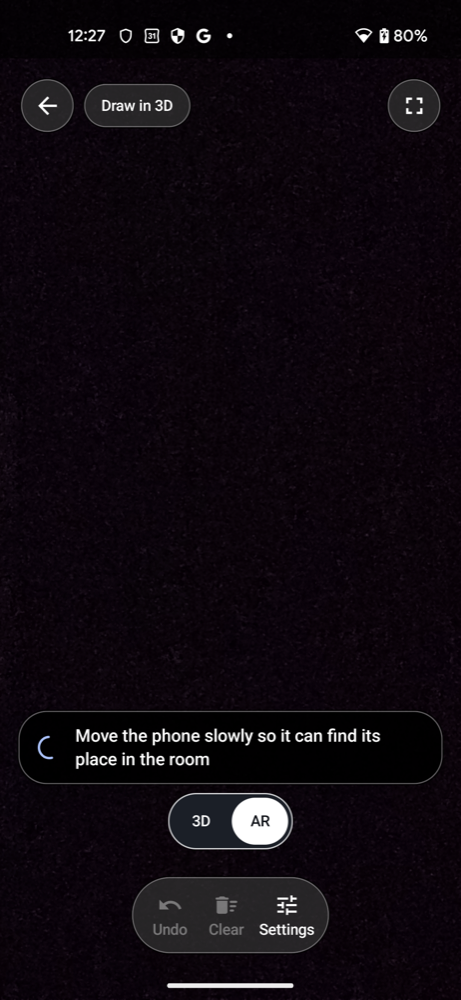 12:27
31
G
80%
Draw in 3D
Move the phone slowly so it can find its
place in the room
3D
AR
Undo
Clear
Settings